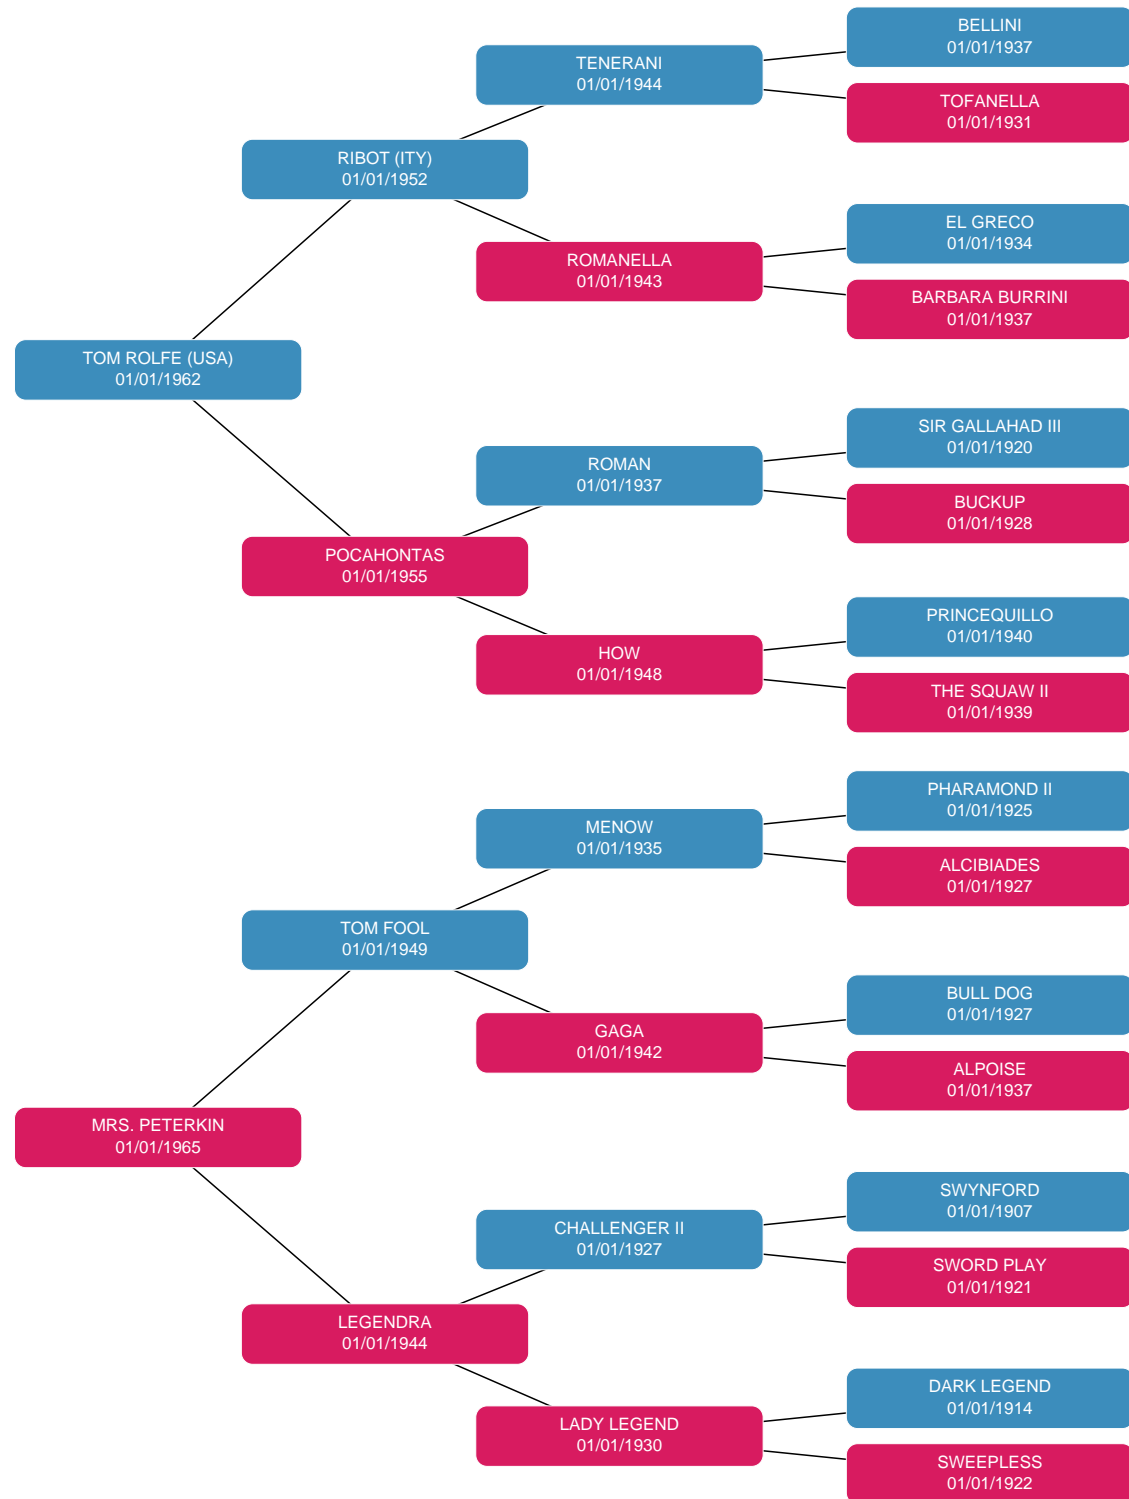 BELLINI
01/01/1937
TENERANI
01/01/1944
TOFANELLA
01/01/1931
RIBOT (ITY)
01/01/1952
EL GRECO
01/01/1934
ROMANELLA
01/01/1943
BARBARA BURRINI
01/01/1937
TOM ROLFE (USA)
01/01/1962
SIR GALLAHAD III
01/01/1920
ROMAN
01/01/1937
BUCKUP
01/01/1928
POCAHONTAS
01/01/1955
PRINCEQUILLO
01/01/1940
HOW
01/01/1948
THE SQUAW II
01/01/1939
PHARAMOND II
01/01/1925
MENOW
01/01/1935
ALCIBIADES
01/01/1927
TOM FOOL
01/01/1949
BULL DOG
01/01/1927
GAGA
01/01/1942
ALPOISE
01/01/1937
MRS. PETERKIN
01/01/1965
SWYNFORD
01/01/1907
CHALLENGER II
01/01/1927
SWORD PLAY
01/01/1921
LEGENDRA
01/01/1944
DARK LEGEND
01/01/1914
LADY LEGEND
01/01/1930
SWEEPLESS
01/01/1922